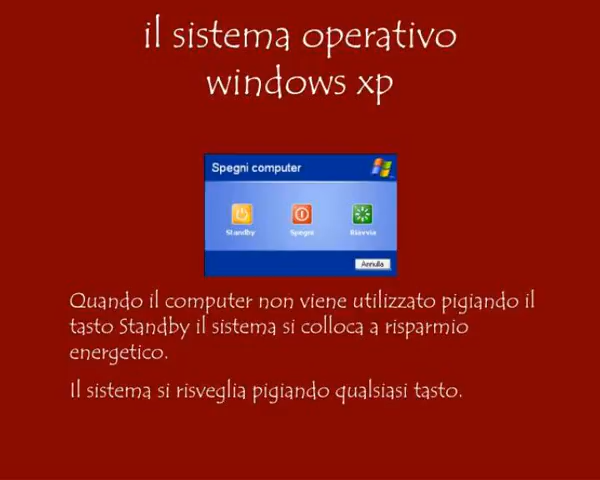 il sistema operativo
windows xp
Spegni computer
Standby Spegni Riavvia
Annulla
Quando il computer non viene utilizzato pigiando il
tasto Standby il sistema si colloca a risparmio
energetico.
Il sistema si risveglia pigiando qualsiasi tasto.